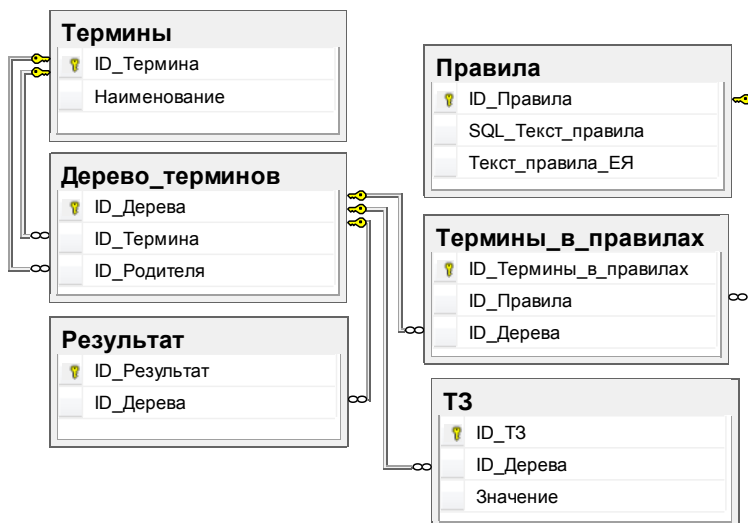 Термины
ID_Термина
Наименование
Дерево_терминов
ID_Дерева
ID_Термина
ID_Родителя
Результат
ID_Результат
ID_Дерева
Правила
ID_Правила
SQL_Текст_правила
Текст_правила_ЕЯ
Термины_в_правилах
ID_Термины_в_правилах
ID_Правила
ID_Дерева
ТЗ
ID_ТЗ
ID_Дерева
Значение